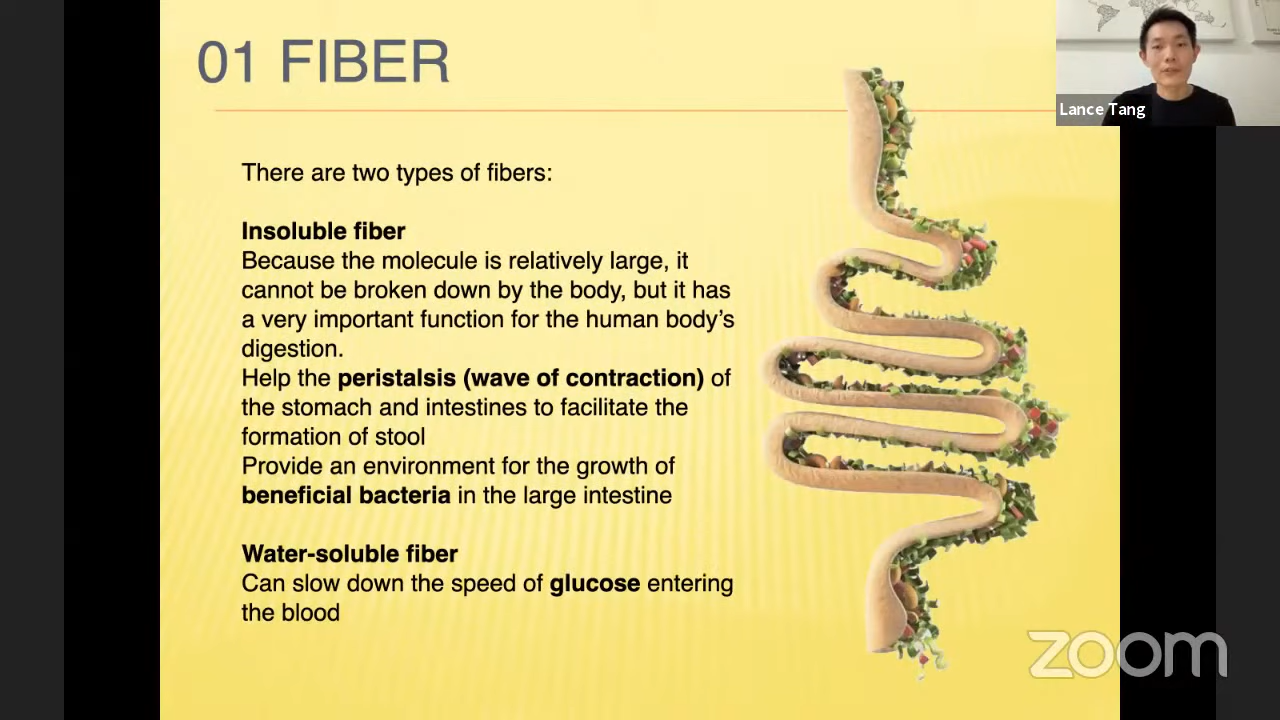 01 FIBER
Lance Tang
There are two types of fibers:
Insoluble fiber
Because the molecule is relatively large, it
cannot be broken down by the body, but it has
a very important function for the human body’s
digestion.
Help the peristalsis (wave of contraction) of
the stomach and intestines to facilitate the
formation of stool
Provide an environment for the growth of
beneficial bacteria in the large intestine
Water-soluble fiber
Can slow down the speed of glucose entering
the blood
zoom